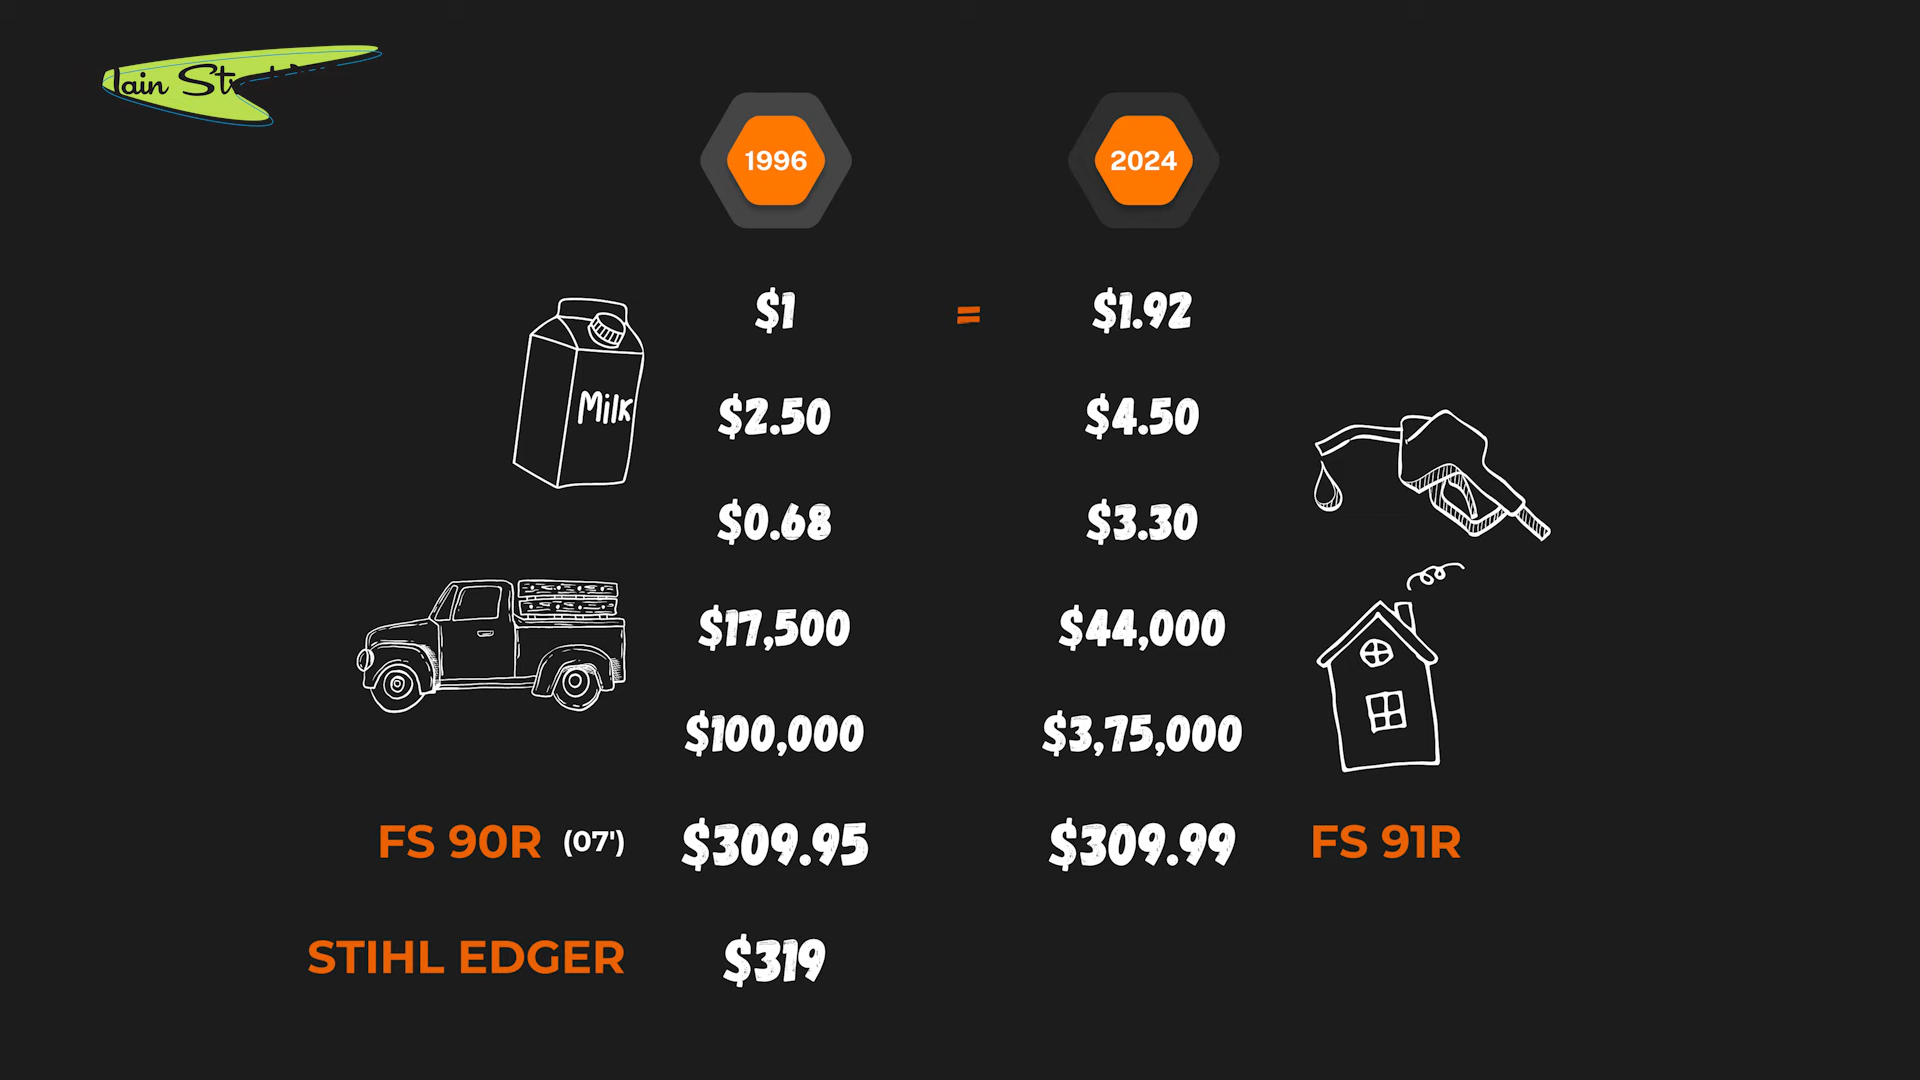 1996 2024
$1 = $1.92
Milk
$2.50 $4.50
$0.68 $3.30
$17,500 $44,000
$100,000 $3,75,000
FS 90R (07') $309.95 $309.99 FS 91R
STIHL EDGER $319